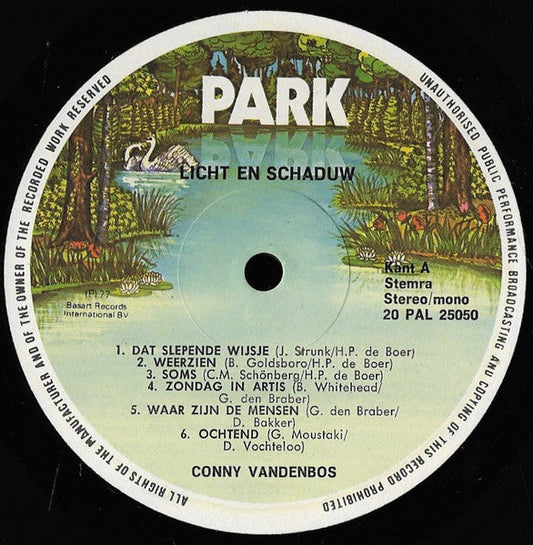 PARK
LICHT EN SCHADUW
(P) 77
Basart Records
International BV
Kant A
Stemra
Stereo/mono
20 PAL 25050
1. DAT SLEPENDE WIJSJE (J. Strunk/H.P. de Boer)
2. WEERZIEN (B. Goldsboro/H.P. de Boer)
3. SOMS (C.M. Schönberg/H.P. de Boer)
4. ZONDAG IN ARTIS (B. Whitehead/
G. den Braber)
5. WAAR ZIJN DE MENSEN (G. den Braber/
D. Bakker)
6. OCHTEND (G. Moustaki/
D. Vochteloo)
CONNY VANDENBOS
ALL RIGHTS OF THE MANUFACTURER AND OF THE OWNER OF THE RECORDED WORK RESERVED
UNAUTHORISED PUBLIC PERFORMANCE BROADCASTING AND COPYING OF THIS RECORD PROHIBITED